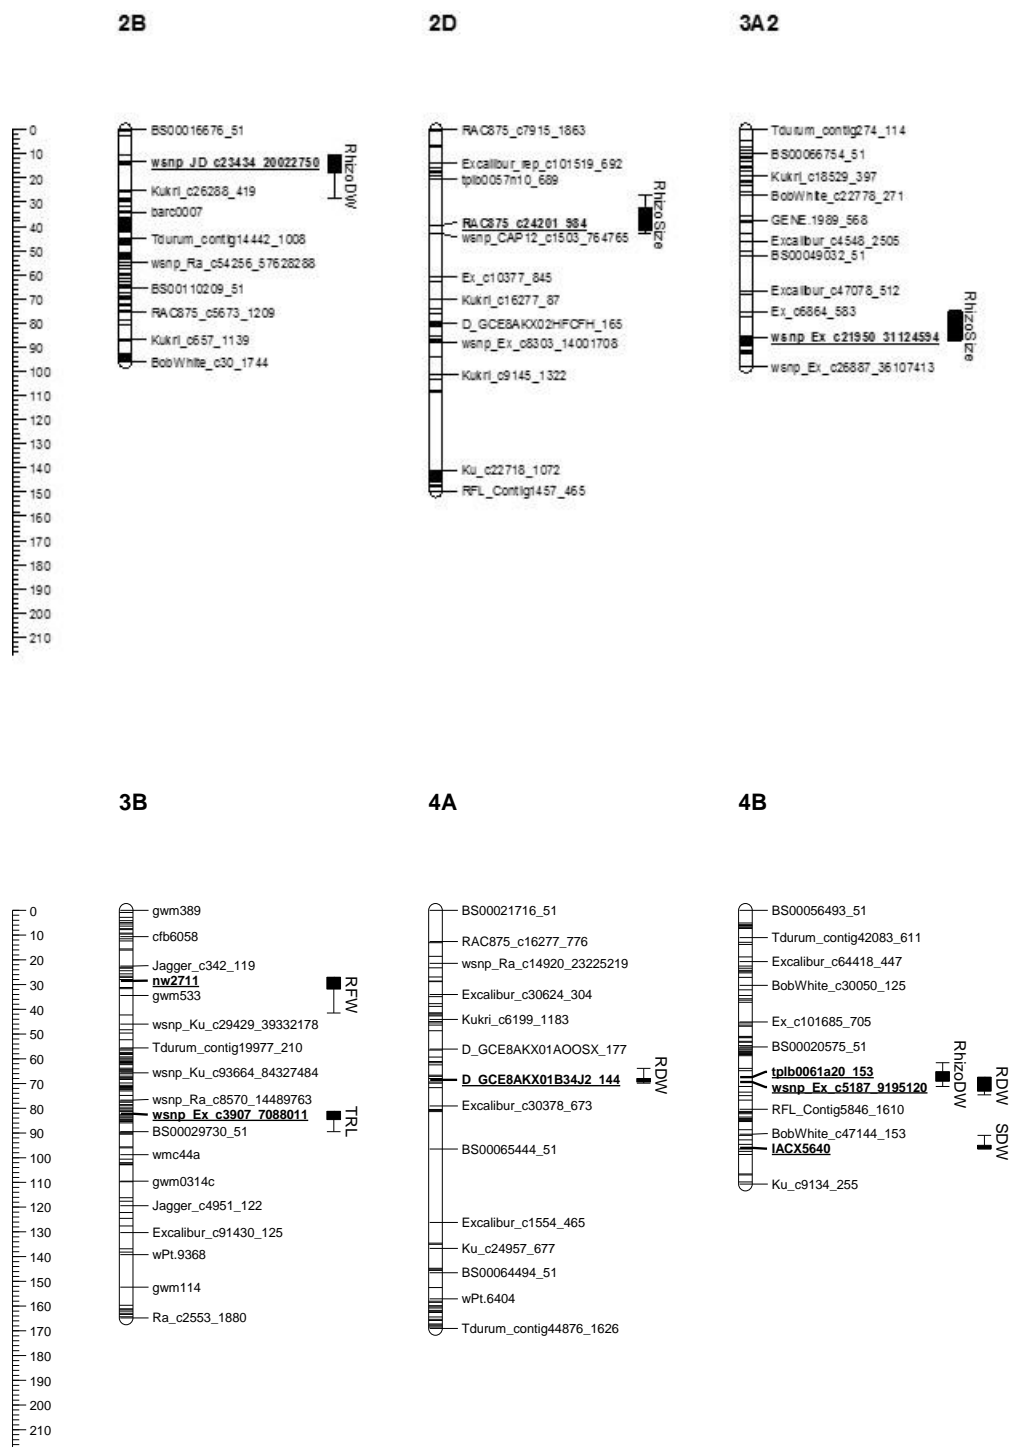 2B
2D
3A2
0
10
20
30
40
50
60
70
80
90
100
110
120
130
140
150
160
170
180
190
200
210
BS00016676_51
wsnp_JD_c23434_20022750
Kukri_c26288_419
barc0007
Tdurum_contig14442_1008
wsnp_Ra_c54256_57628288
BS00110209_51
RAC875_c5673_1209
Kukri_c657_1139
BobWhite_c30_1744
RhizoDW
RAC875_c7915_1863
Excalibur_rep_c101519_692
tplb0057n10_689
RAC875_c24201_984
wsnp_CAP12_c1503_764765
Ex_c10377_845
Kukri_c16277_87
D_GCE8AKX02HFCFH_165
wsnp_Ex_c8303_14001708
Kukri_c9145_1322
Ku_c22718_1072
RFL_Contig1457_465
RhizoSize
Tdurum_contig274_114
BS00066754_51
Kukri_c18529_397
BobWhite_c22778_271
GENE.1989_568
Excalibur_c4548_2505
BS00049032_51
Excalibur_c47078_512
Ex_c6864_583
wsnp_Ex_c21950_31124594
wsnp_Ex_c26887_36107413
RhizoSize
3B
4A
4B
0
10
20
30
40
50
60
70
80
90
100
110
120
130
140
150
160
170
180
190
200
210
gwm389
cfb6058
Jagger_c342_119
nw2711
gwm533
wsnp_Ku_c29429_39332178
Tdurum_contig19977_210
wsnp_Ku_c93664_84327484
wsnp_Ra_c8570_14489763
wsnp_Ex_c3907_7088011
BS00029730_51
wmc44a
gwm0314c
Jagger_c4951_122
Excalibur_c91430_125
wPt.9368
gwm114
Ra_c2553_1880
RFW
TRL
BS00021716_51
RAC875_c16277_776
wsnp_Ra_c14920_23225219
Excalibur_c30624_304
Kukri_c6199_1183
D_GCE8AKX01AOOSX_177
D_GCE8AKX01B34J2_144
Excalibur_c30378_673
BS00065444_51
Excalibur_c1554_465
Ku_c24957_677
BS00064494_51
wPt.6404
Tdurum_contig44876_1626
RDW
BS00056493_51
Tdurum_contig42083_611
Excalibur_c64418_447
BobWhite_c30050_125
Ex_c101685_705
BS00020575_51
tplb0061a20_153
wsnp_Ex_c5187_9195120
RFL_Contig5846_1610
BobWhite_c47144_153
IACX5640
Ku_c9134_255
RhizoDW
RDW
SDW